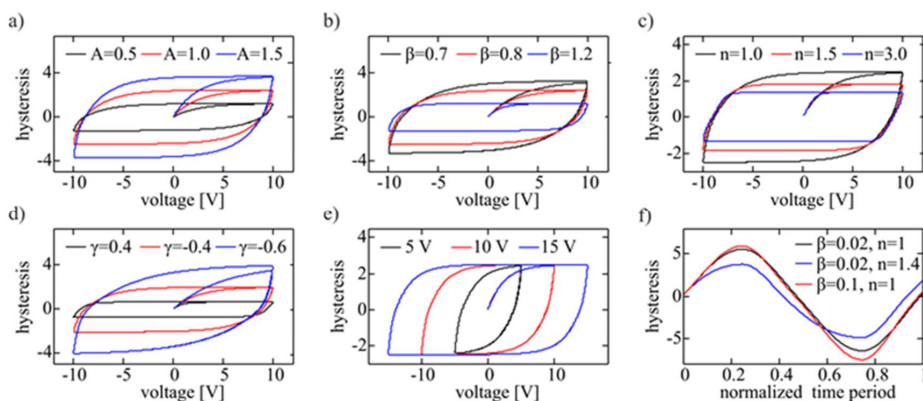 a)
A=0.5 A=1.0 A=1.5
hysteresis
4
0
-4
-10 -5 0 5 10
voltage [V]
b)
β=0.7 β=0.8 β=1.2
hysteresis
4
0
-4
-10 -5 0 5 10
voltage [V]
c)
n=1.0 n=1.5 n=3.0
hysteresis
4
2
0
-2
-10 -5 0 5 10
voltage [V]
d)
γ=0.4 γ=-0.4 γ=-0.6
hysteresis
4
0
-4
-10 -5 0 5 10
voltage [V]
e)
5 V 10 V 15 V
hysteresis
4
2
0
-2
-15 -10 -5 0 5 10 15
voltage [V]
f)
β=0.02, n=1
β=0.02, n=1.4
β=0.1, n=1
hysteresis
5
0
-5
0 0.2 0.4 0.6 0.8 1
normalized time period